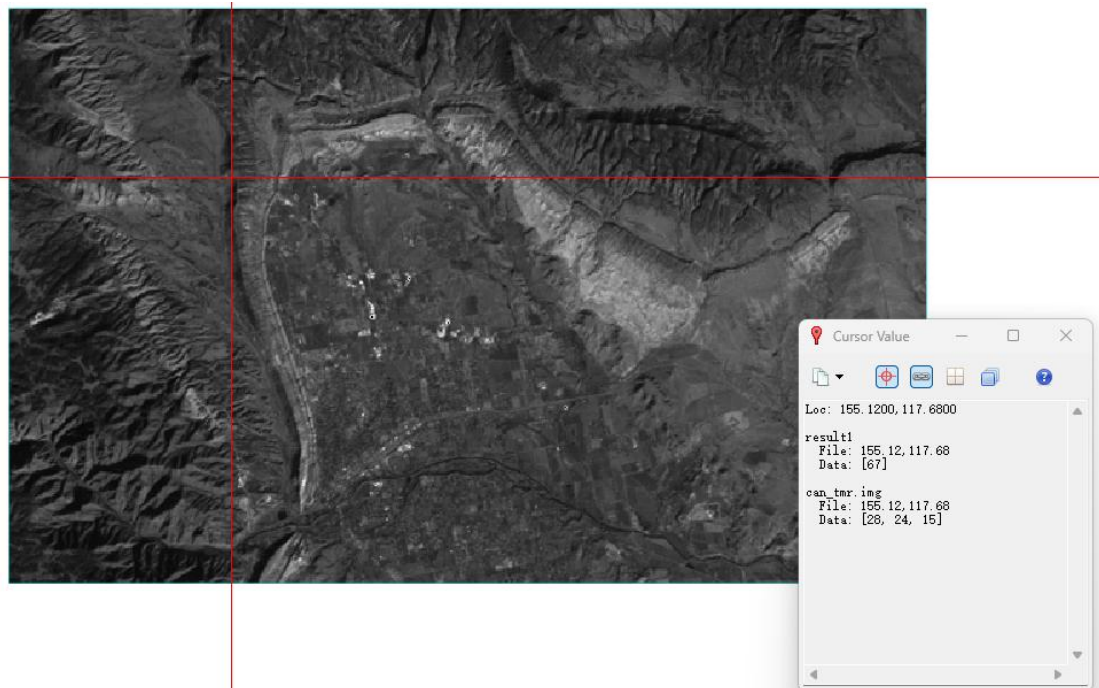 Cursor Value
Loc: 155.1200,117.6800
result1
File: 155.12,117.68
Data: [67]
can_tmr.img
File: 155.12,117.68
Data: [28, 24, 15]